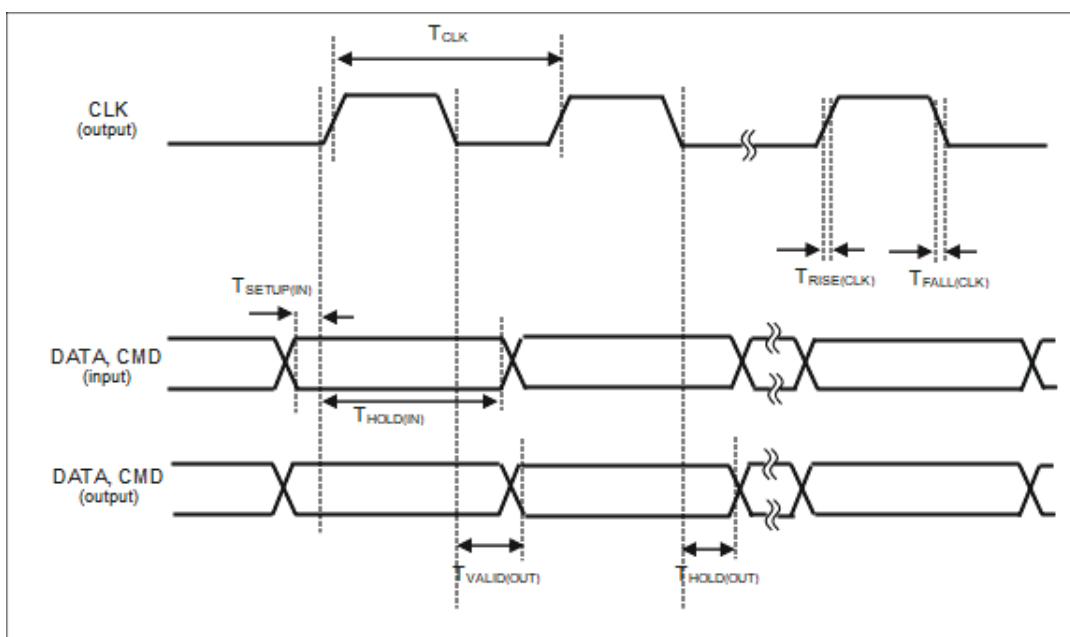 TCLK
CLK
(output)
TRISE(CLK)
TFALL(CLK)
TSETUP(IN)
DATA, CMD
(input)
THOLD(IN)
DATA, CMD
(output)
TVALID(OUT)
THOLD(OUT)